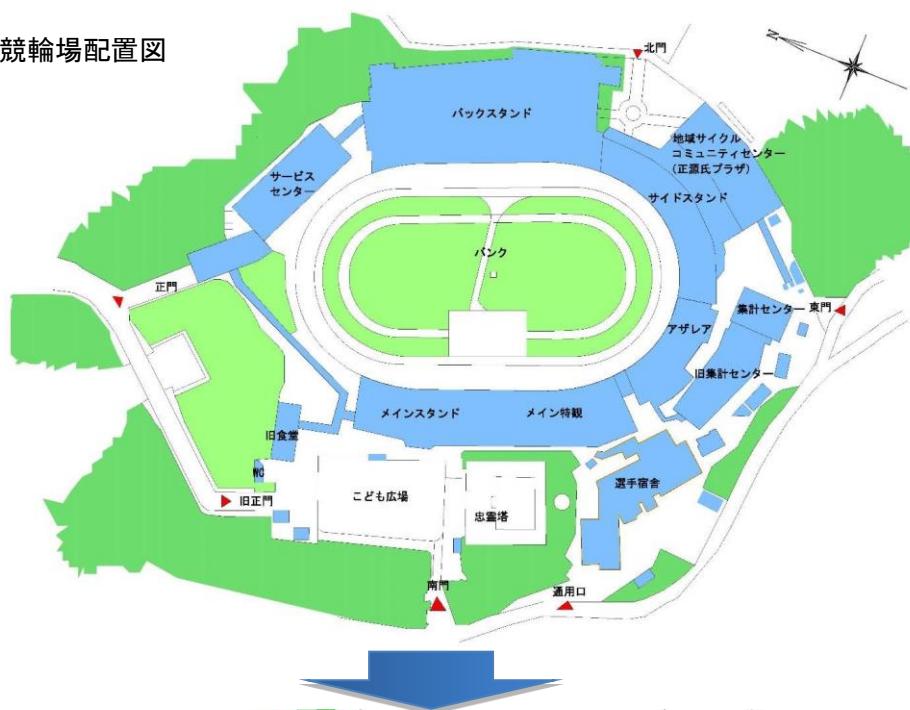 競輪場配置図
北門
N
バックスタンド
地域サイクル
コミュニティセンター
(正源氏プラザ)
サービス
センター
サイドスタンド
バンク
正門
集計センター
東門
アザレア
旧集計センター
メインスタンド
メイン特観
旧食堂
WC
選手宿舎
こども広場
旧正門
忠霊塔
南門
通用口